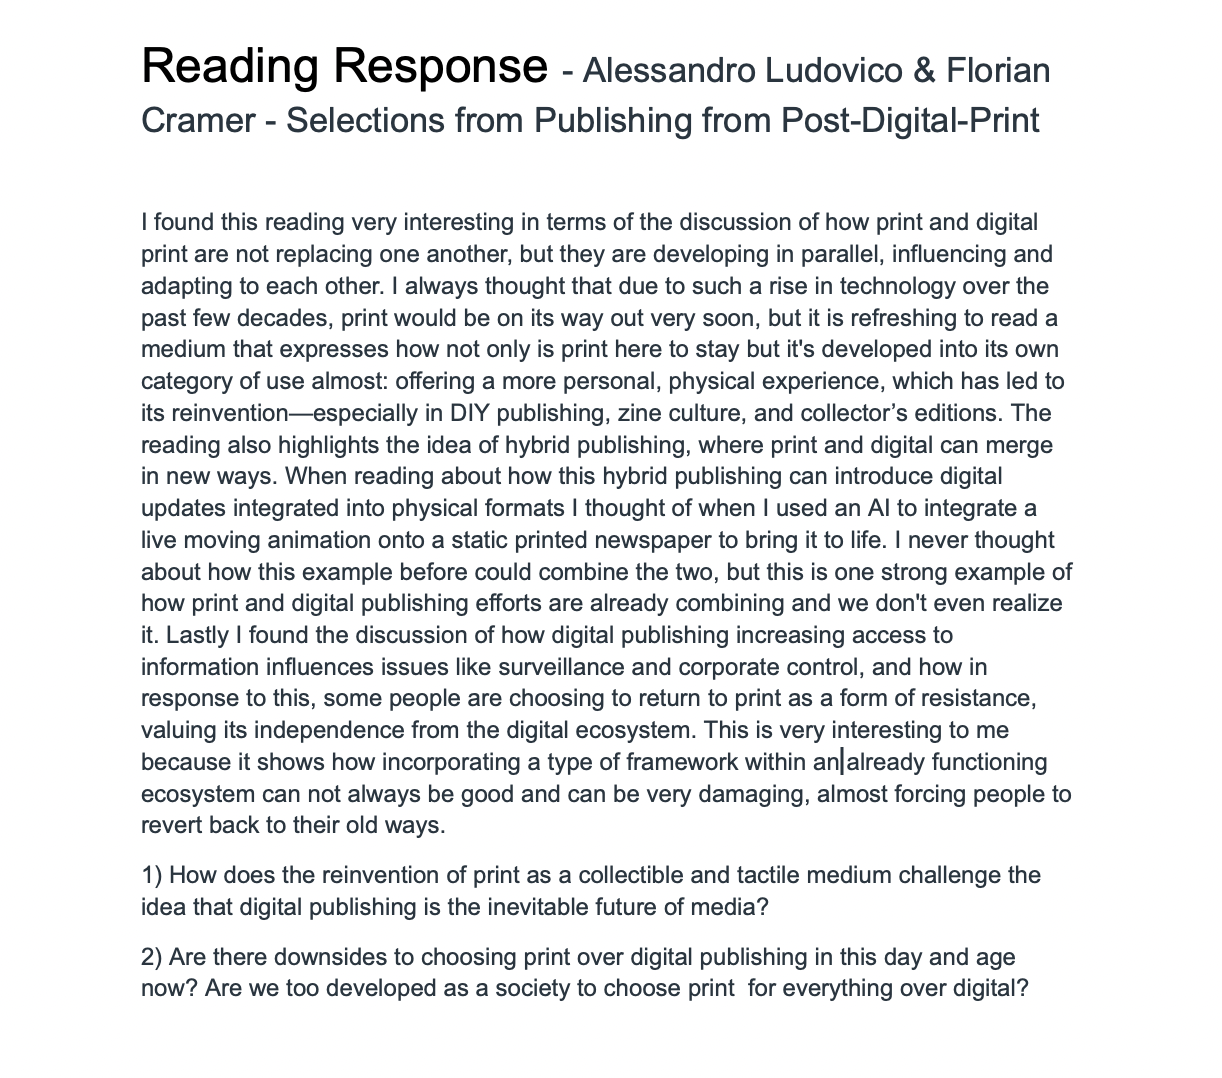 Reading Response - Alessandro Ludovico & Florian
Cramer - Selections from Publishing from Post-Digital-Print
I found this reading very interesting in terms of the discussion of how print and digital
print are not replacing one another, but they are developing in parallel, influencing and
adapting to each other. I always thought that due to such a rise in technology over the
past few decades, print would be on its way out very soon, but it is refreshing to read a
medium that expresses how not only is print here to stay but it's developed into its own
category of use almost: offering a more personal, physical experience, which has led to
its reinvention—especially in DIY publishing, zine culture, and collector’s editions. The
reading also highlights the idea of hybrid publishing, where print and digital can merge
in new ways. When reading about how this hybrid publishing can introduce digital
updates integrated into physical formats I thought of when I used an AI to integrate a
live moving animation onto a static printed newspaper to bring it to life. I never thought
about how this example before could combine the two, but this is one strong example of
how print and digital publishing efforts are already combining and we don't even realize
it. Lastly I found the discussion of how digital publishing increasing access to
information influences issues like surveillance and corporate control, and how in
response to this, some people are choosing to return to print as a form of resistance,
valuing its independence from the digital ecosystem. This is very interesting to me
because it shows how incorporating a type of framework within an already functioning
ecosystem can not always be good and can be very damaging, almost forcing people to
revert back to their old ways.
1) How does the reinvention of print as a collectible and tactile medium challenge the
idea that digital publishing is the inevitable future of media?
2) Are there downsides to choosing print over digital publishing in this day and age
now? Are we too developed as a society to choose print  for everything over digital?